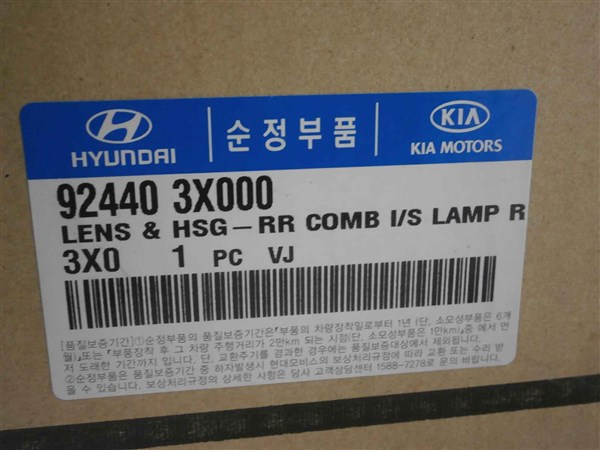 HYUNDAI
순정부품
KIA
KIA MOTORS
92440 3X000
LENS & HSG-RR COMB I/S LAMP R
3X0 1 PC VJ
[품질보증기간]①순정부품의 품질보증기간은｢부품의 차량장착일로부터 1년 (단, 소모성부품은 6개
월)｣또는｢부품장착 후 그 차량 주행거리가 2만km 되는 시점(단, 소모성부품은 1만km)｣중 에서 먼
저 도래한 기간까지 입니다. 단, 교환주기를 경과한 경우에는 품질보증대상에서 제외됩니다.
②순정부품은 품질보증기간 중 하자발생시 현대모비스의 보상처리규정에 따라 교환 또는 수리 받
을 수 있습니다. 보상처리규정의 상세한 사항은 당사 고객상담센터 1588-7278로 문의 바랍니다.